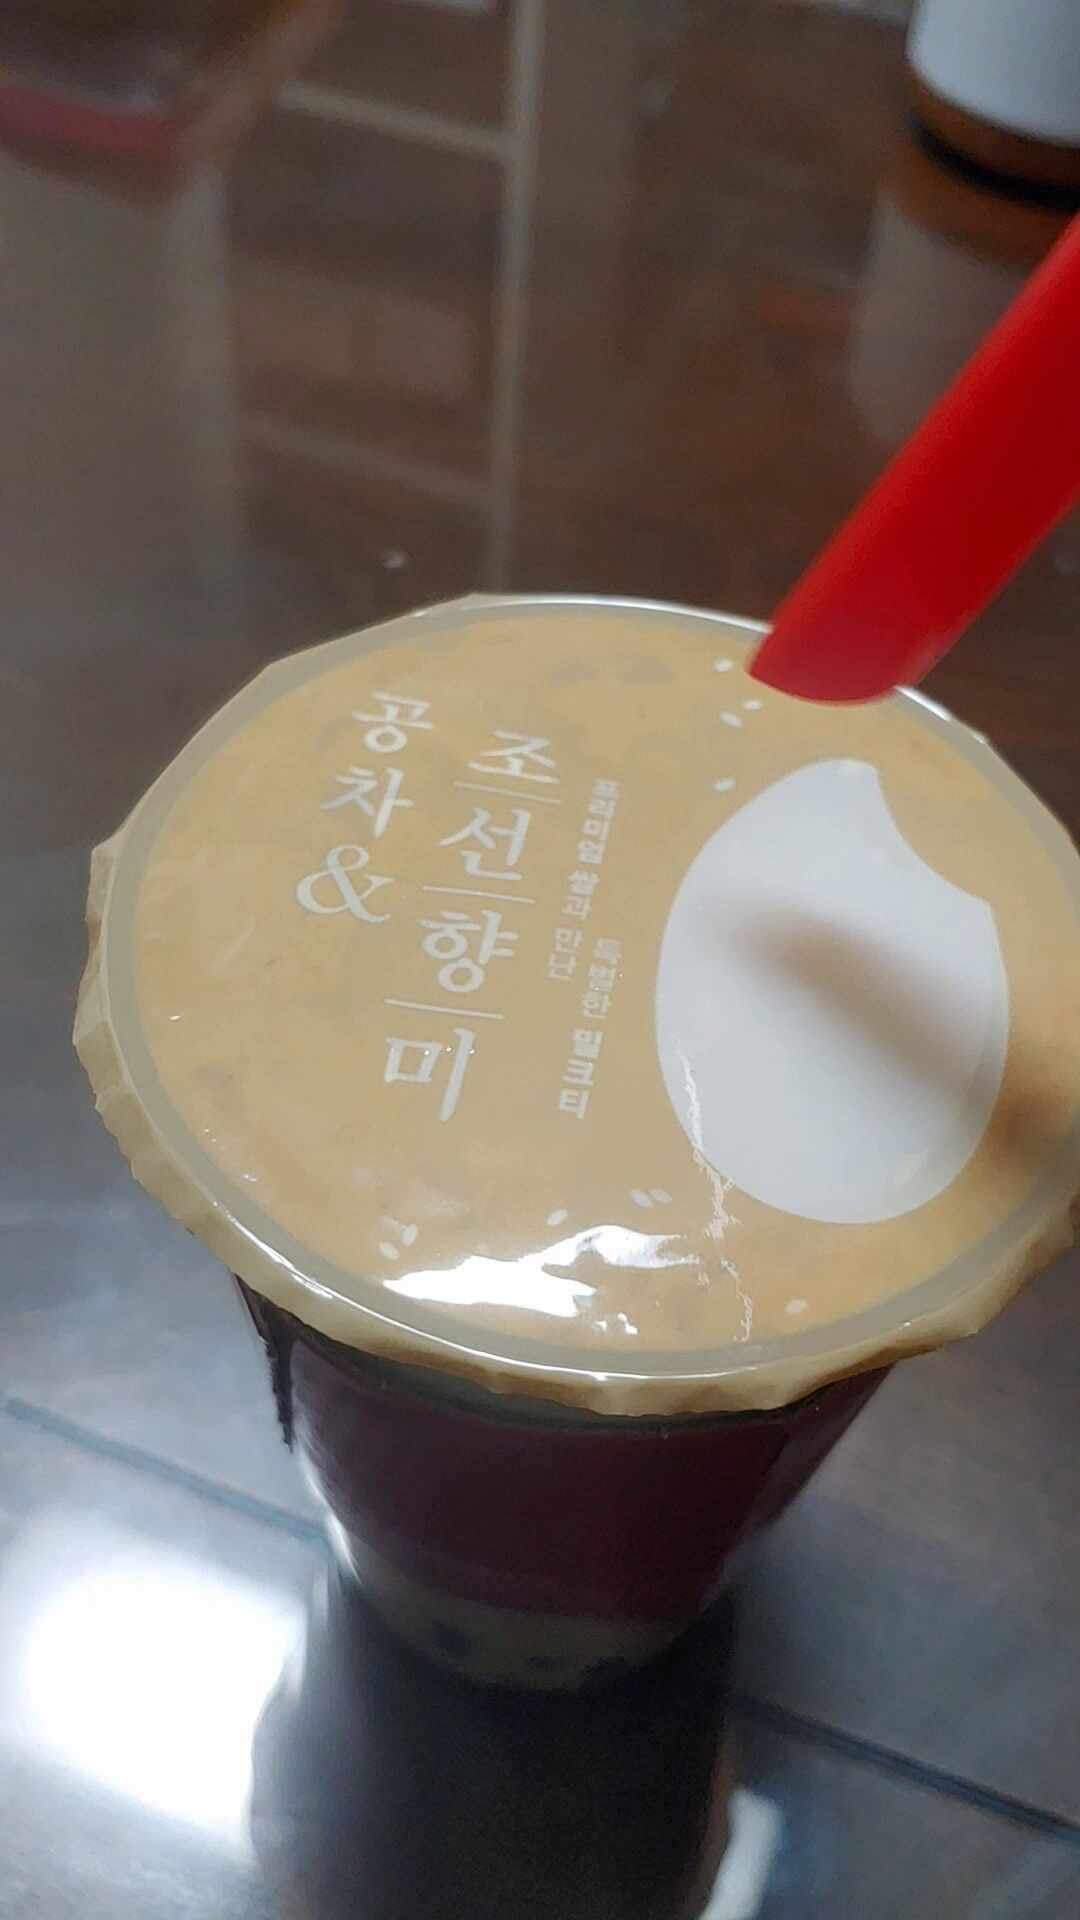 공차 &
조선향미
프리미엄 쌀과 만난
특별한 밀크티